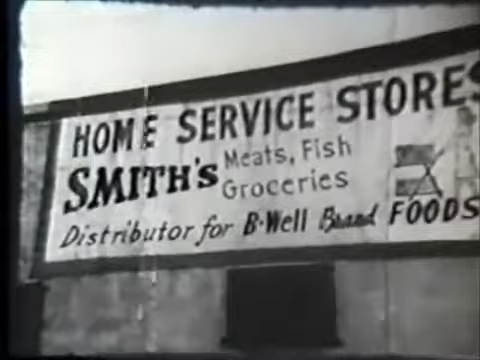 HOME SERVICE STORES
SMITH'S Meats, Fish
Groceries
Distributor for B-Well Brand FOODS